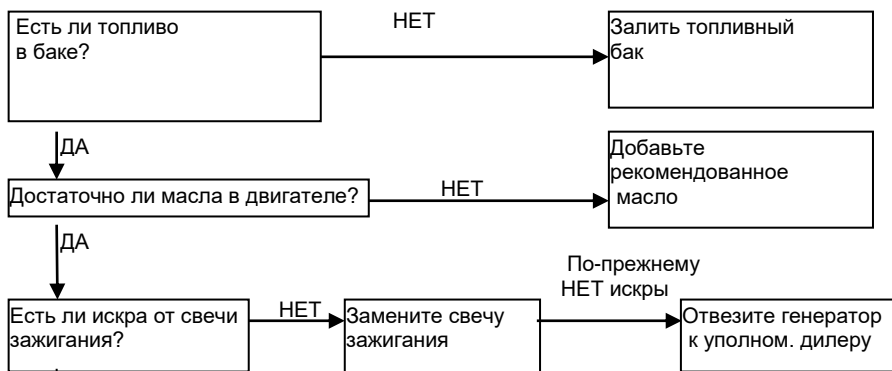 Есть ли топливо
в баке?
НЕТ
Залить топливный
бак
ДА
Достаточно ли масла в двигателе?
НЕТ
Добавьте
рекомендованное
масло
ДА
Есть ли искра от свечи
зажигания?
НЕТ
Замените свечу
зажигания
По-прежнему
НЕТ искры
Отвезите генератор
к уполном. дилеру